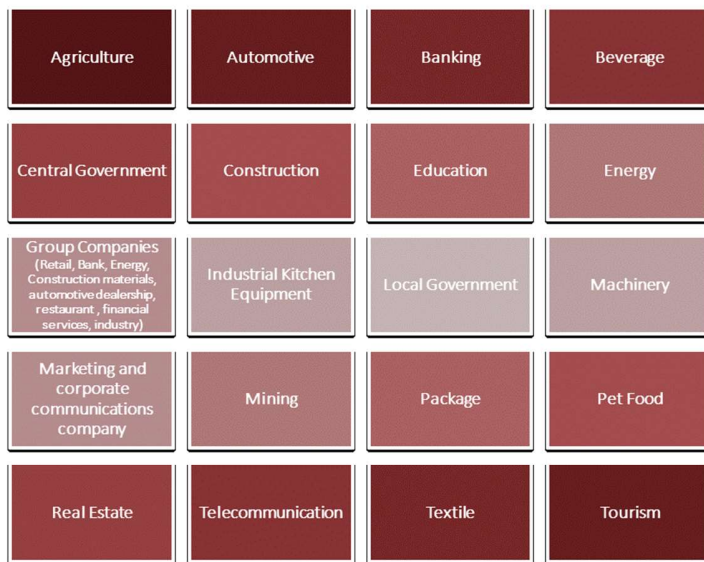 Agriculture
Automotive
Banking
Beverage
Central Government
Construction
Education
Energy
Group Companies
(Retail, Bank, Energy,
Construction materials,
automotive dealership,
restaurant , financial
services, industry)
Industrial Kitchen
Equipment
Local Government
Machinery
Marketing and
corporate
communications
company
Mining
Package
Pet Food
Real Estate
Telecommunication
Textile
Tourism